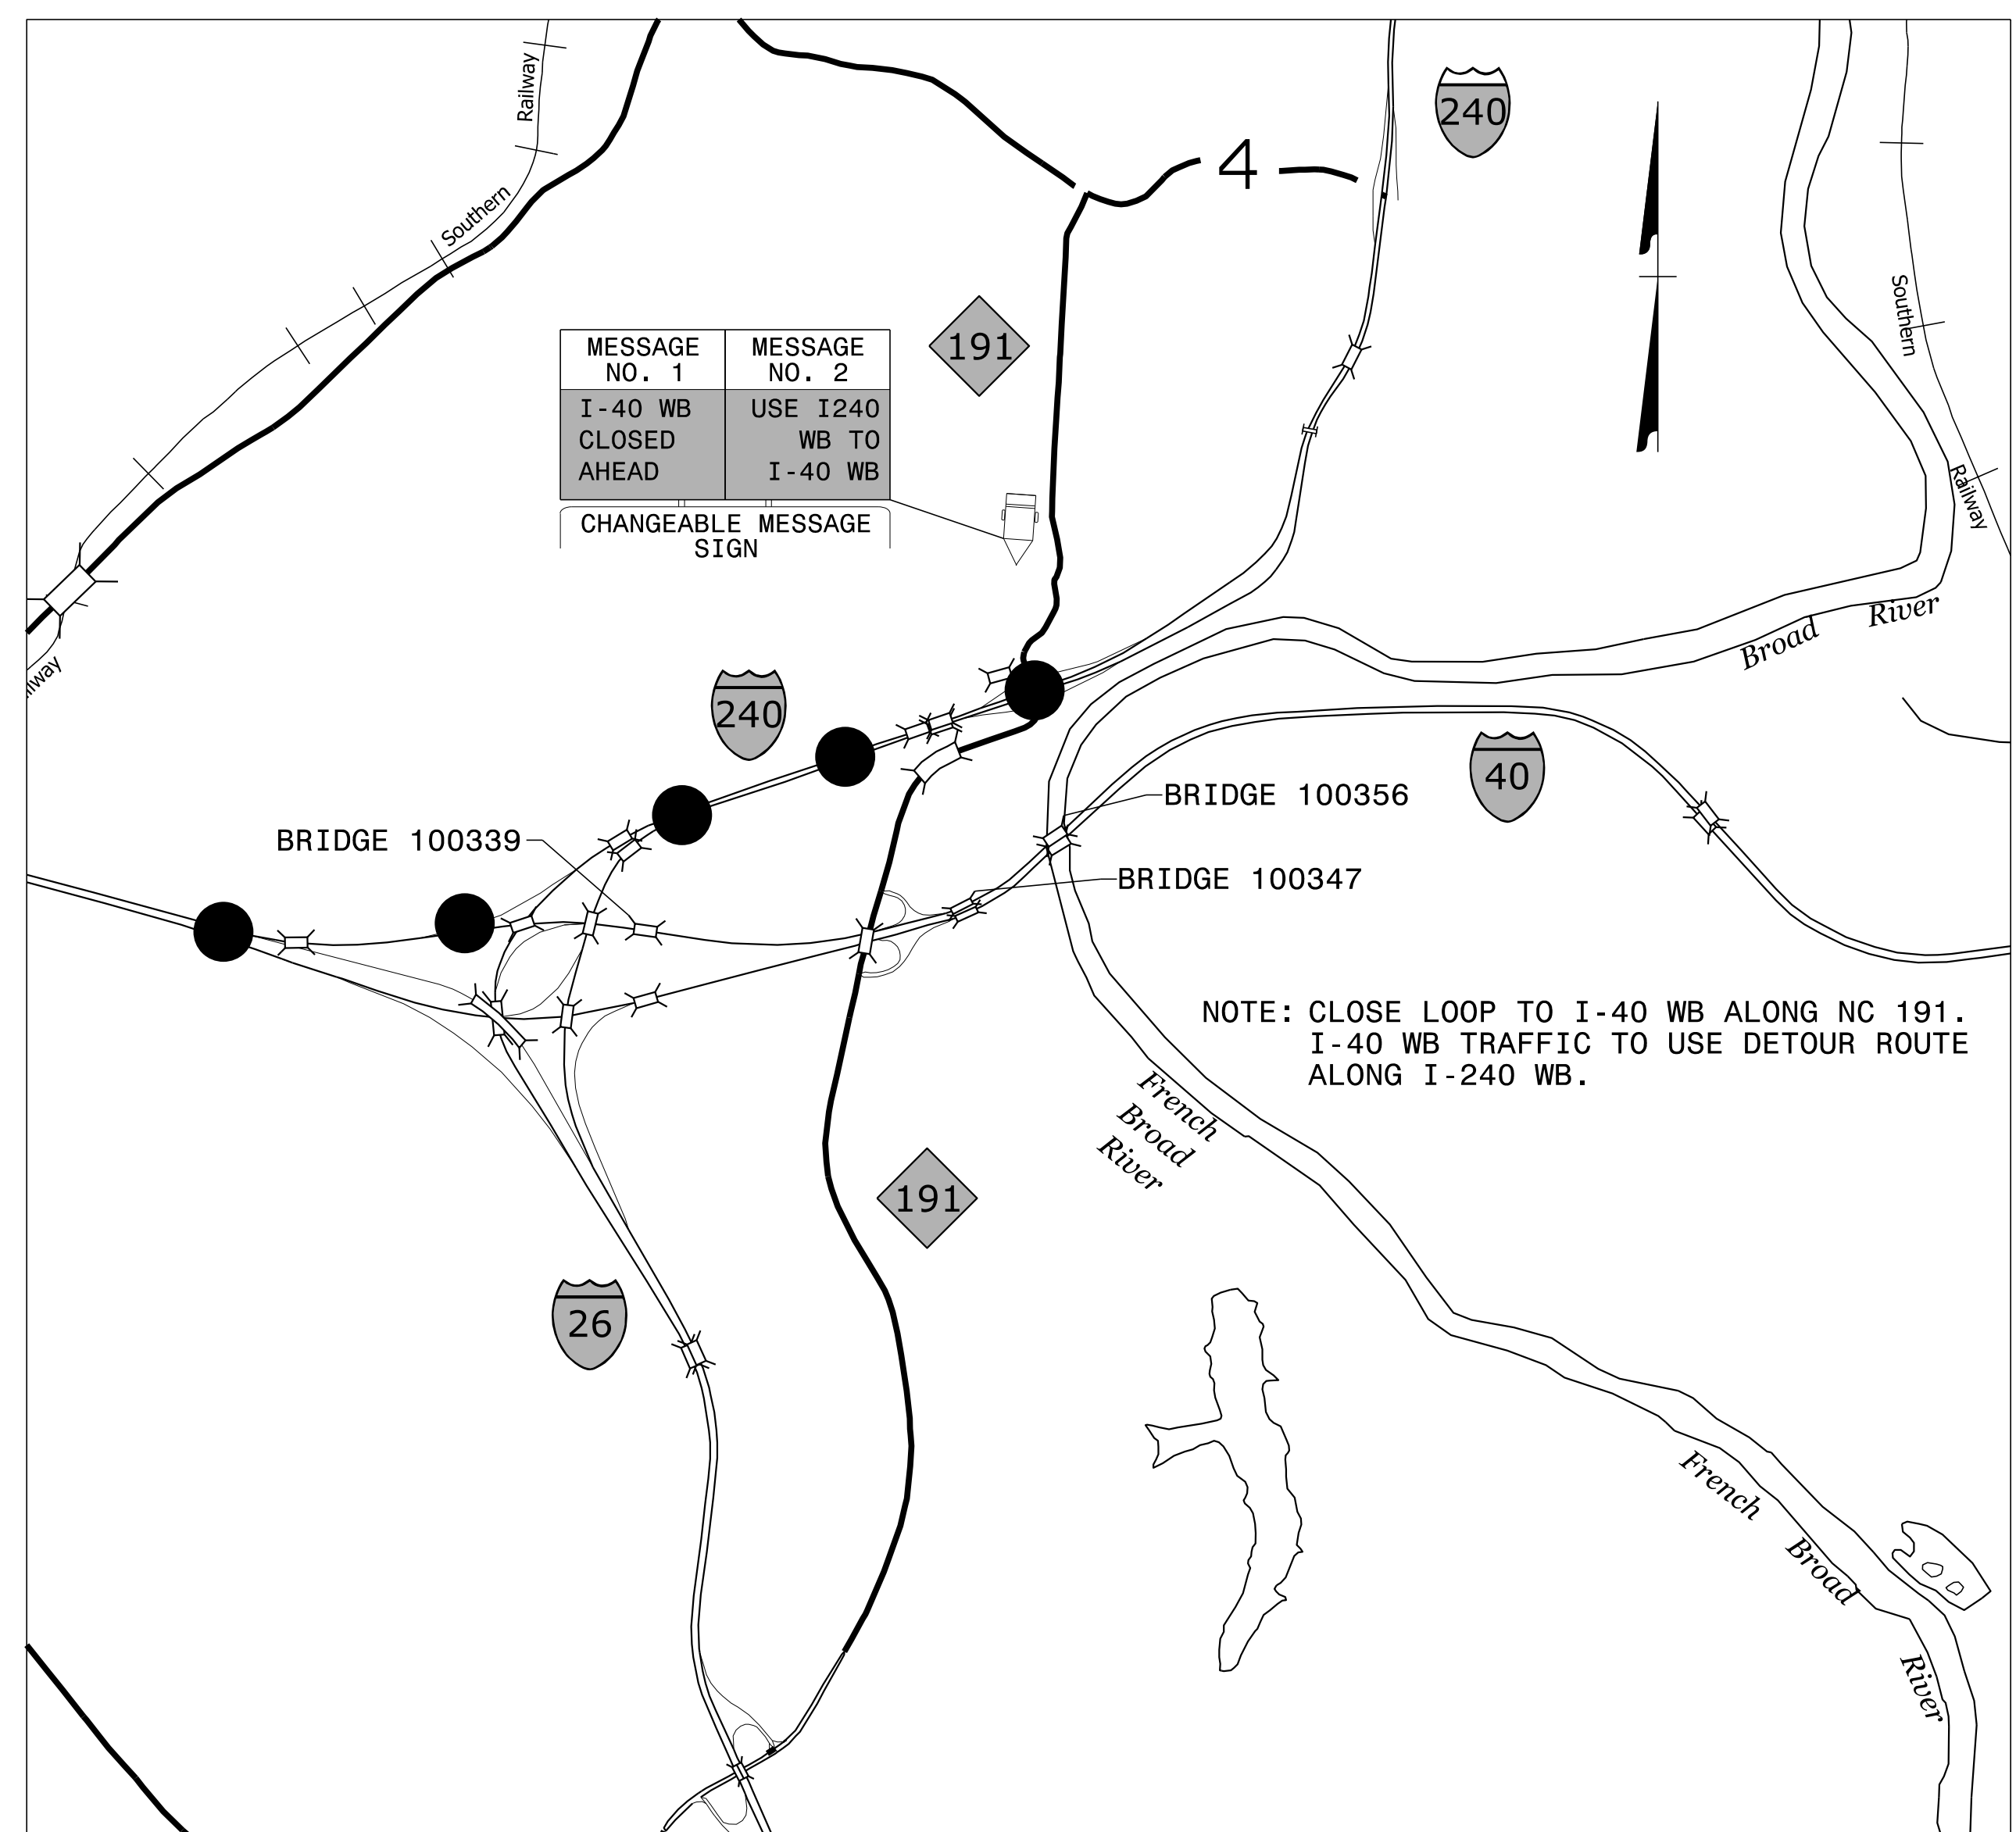 Railway
240
4
Southern
Southern
MESSAGE NO. 1
MESSAGE NO. 2
191
I-40 WB
CLOSED
AHEAD
USE I240
WB TO
I-40 WB
Railway
CHANGEABLE MESSAGE
SIGN
Broad River
240
40
BRIDGE 100356
BRIDGE 100339
BRIDGE 100347
NOTE: CLOSE LOOP TO I-40 WB ALONG NC 191.
I-40 WB TRAFFIC TO USE DETOUR ROUTE
ALONG I-240 WB.
French
Broad
River
191
26
French Broad River